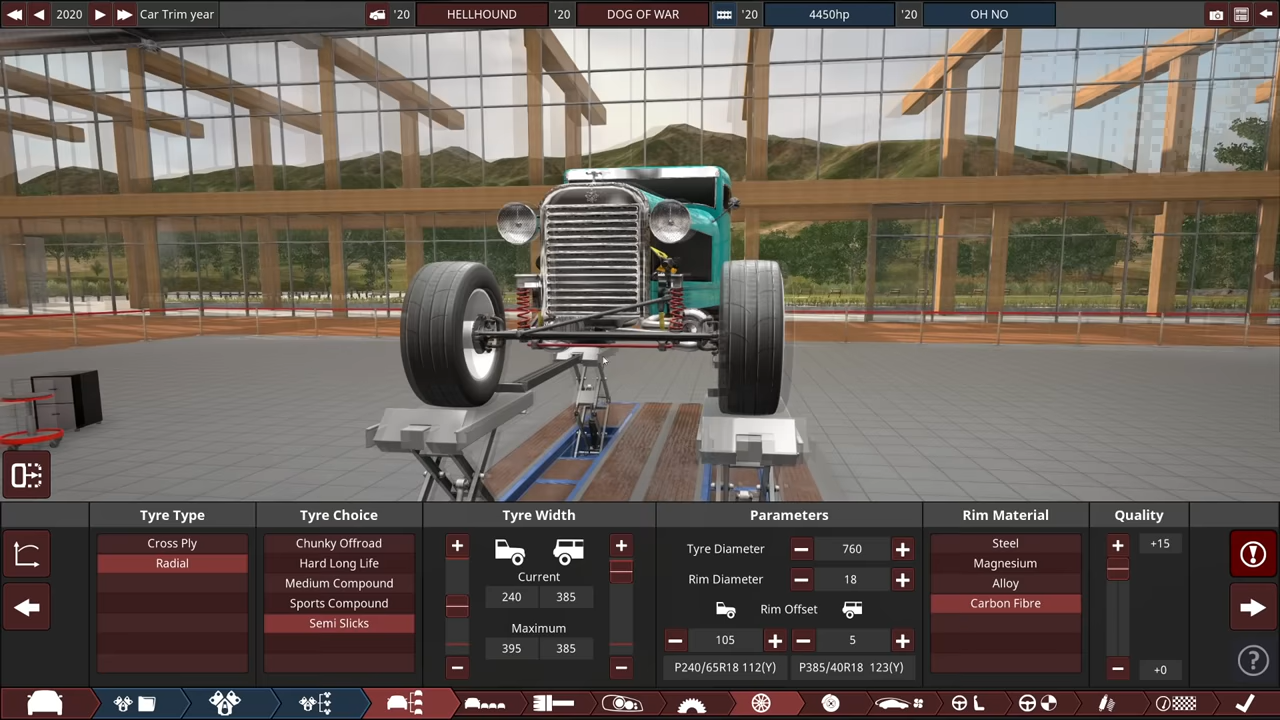 2020 Car Trim year '20 HELLHOUND '20 DOG OF WAR '20 4450hp '20 OH NO
Tyre Type
Cross Ply
Radial
Tyre Choice
Chunky Offroad
Hard Long Life
Medium Compound
Sports Compound
Semi Slicks
Tyre Width
+ +
Current
240 385
Maximum
395 385
- -
Parameters
Tyre Diameter - 760 +
Rim Diameter - 18 +
Rim Offset
- 105 + - 5 +
P240/65R18 112(Y) P385/40R18 123(Y)
Rim Material
Steel
Magnesium
Alloy
Carbon Fibre
Quality
+ +15
- +0
?